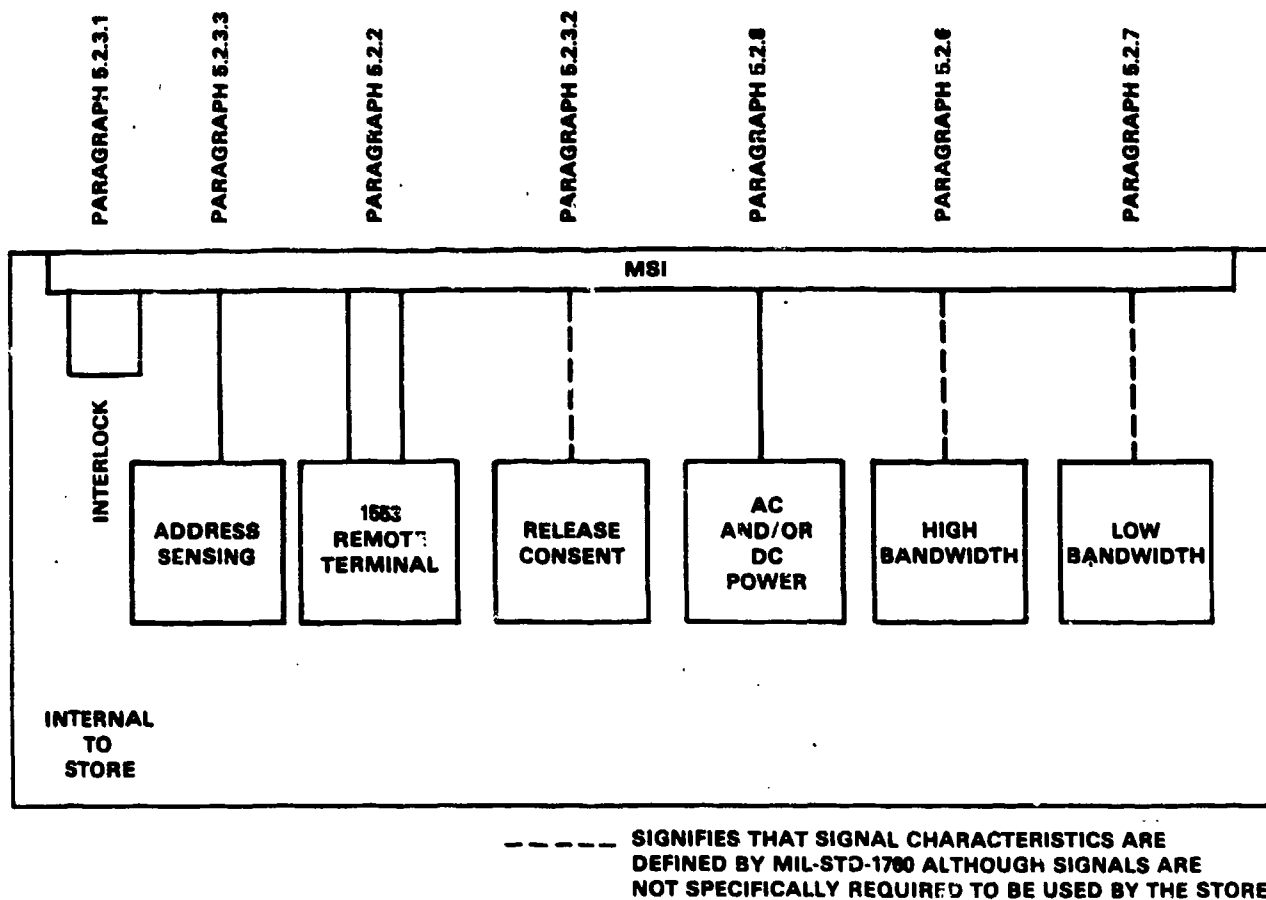 PARAGRAPH 5.2.3.1
PARAGRAPH 5.2.3.3
PARAGRAPH 5.2.2
PARAGRAPH 5.2.3.2
PARAGRAPH 5.2.8
PARAGRAPH 5.2.6
PARAGRAPH 5.2.7
MSI
INTERLOCK
ADDRESS
SENSING
1553
REMOTE
TERMINAL
RELEASE
CONSENT
AC
AND/OR
DC
POWER
HIGH
BANDWIDTH
LOW
BANDWIDTH
INTERNAL
TO
STORE
SIGNIFIES THAT SIGNAL CHARACTERISTICS ARE
DEFINED BY MIL-STD-1760 ALTHOUGH SIGNALS ARE
NOT SPECIFICALLY REQUIRED TO BE USED BY THE STORE